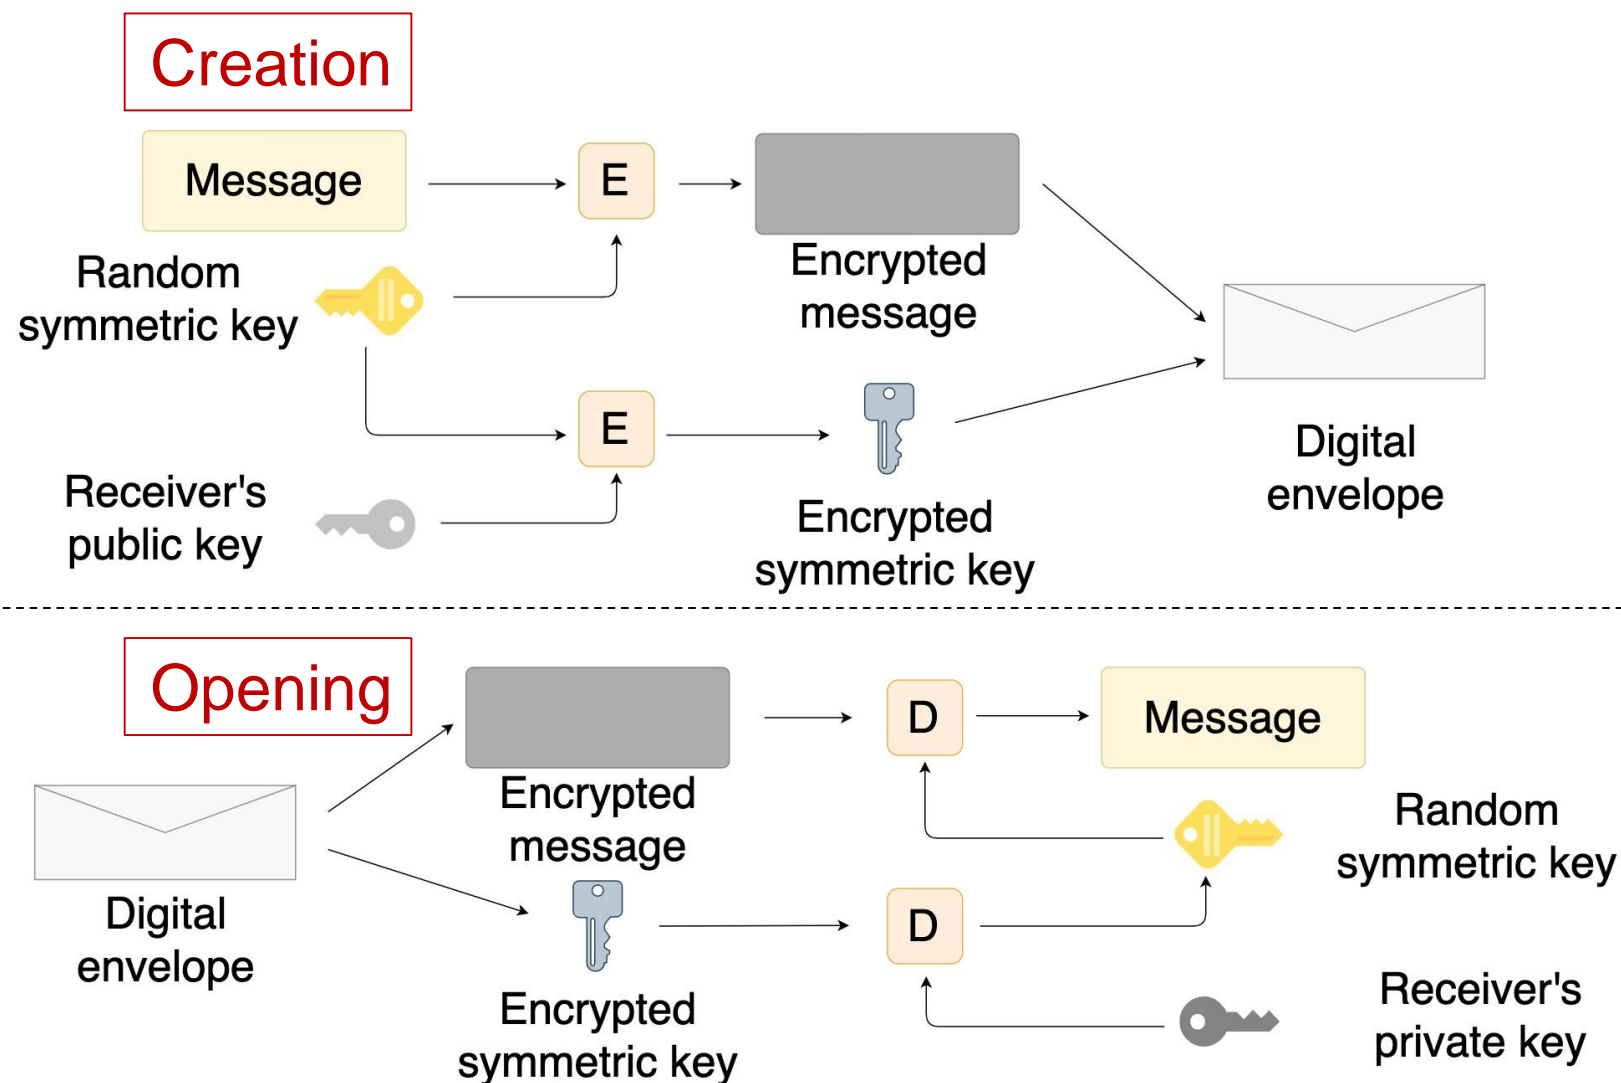 Creation
Message
E
Random
symmetric key
Encrypted
message
E
Receiver's
public key
Encrypted
symmetric key
Digital
envelope
Opening
Encrypted
message
D
Message
Digital
envelope
Random
symmetric key
D
Encrypted
symmetric key
Receiver's
private key